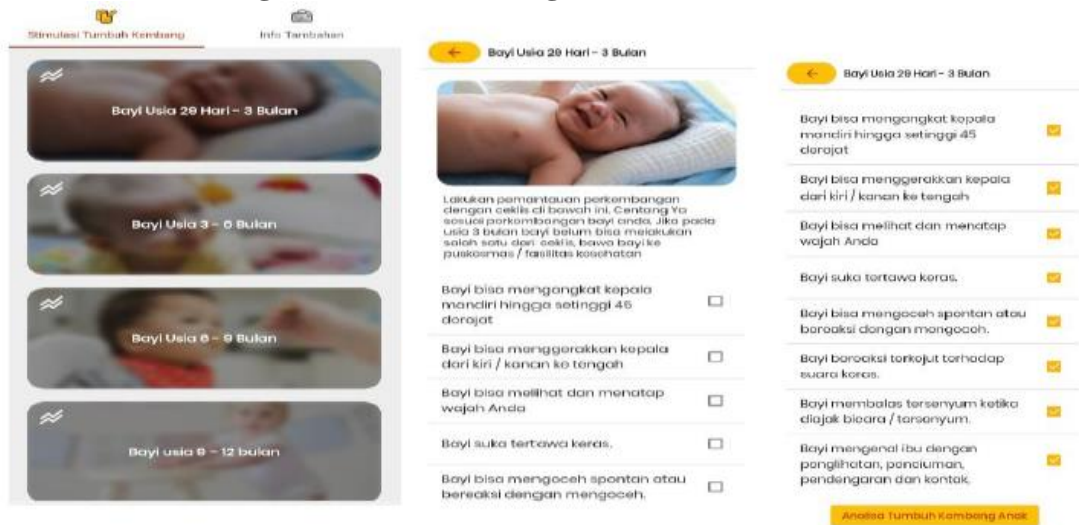 Stimulasi Tumbuh Kembang
Info Tambahan
Bayi Usia 29 Hari - 3 Bulan
Bayi Usia 3 - 6 Bulan
Bayi Usia 6 - 9 Bulan
Bayi usia 9 - 12 bulan
Bayi Usia 29 Hari - 3 Bulan
Lakukan pemantauan perkembangan
dengan ceklis di bawah ini, Centang Ya
sesuai perkembangan bayi anda. Jika pada
usia 3 bulan bayi belum bisa melakukan
salah satu dari ceklis, bawa bayi ke
puskesmas / fasilitas kesehatan
Bayi bisa mengangkat kepala
mandiri hingga setinggi 45
derajat
Bayi bisa menggerakkan kepala
dari kiri / kanan ke tengah
Bayi bisa melihat dan menatap
wajah Anda
Bayi suka tertawa keras.
Bayi bisa mengoceh spontan atau
bereaksi dengan mengoceh.
Bayi Usia 29 Hari - 3 Bulan
Bayi bisa mengangkat kepala
mandiri hingga setinggi 45
derajat
Bayi bisa menggerakkan kepala
dari kiri / kanan ke tengah
Bayi bisa melihat dan menatap
wajah Anda
Bayi suka tertawa keras.
Bayi bisa mengoceh spontan atau
bereaksi dengan mengoceh.
Bayi bereaksi terkejut terhadap
suara keras.
Bayi membalas tersenyum ketika
diajak bicara / tersenyum.
Bayi mengenal ibu dengan
penglihatan, penciuman,
pendengaran dan kontak.
Analisa Tumbuh Kembang Anak